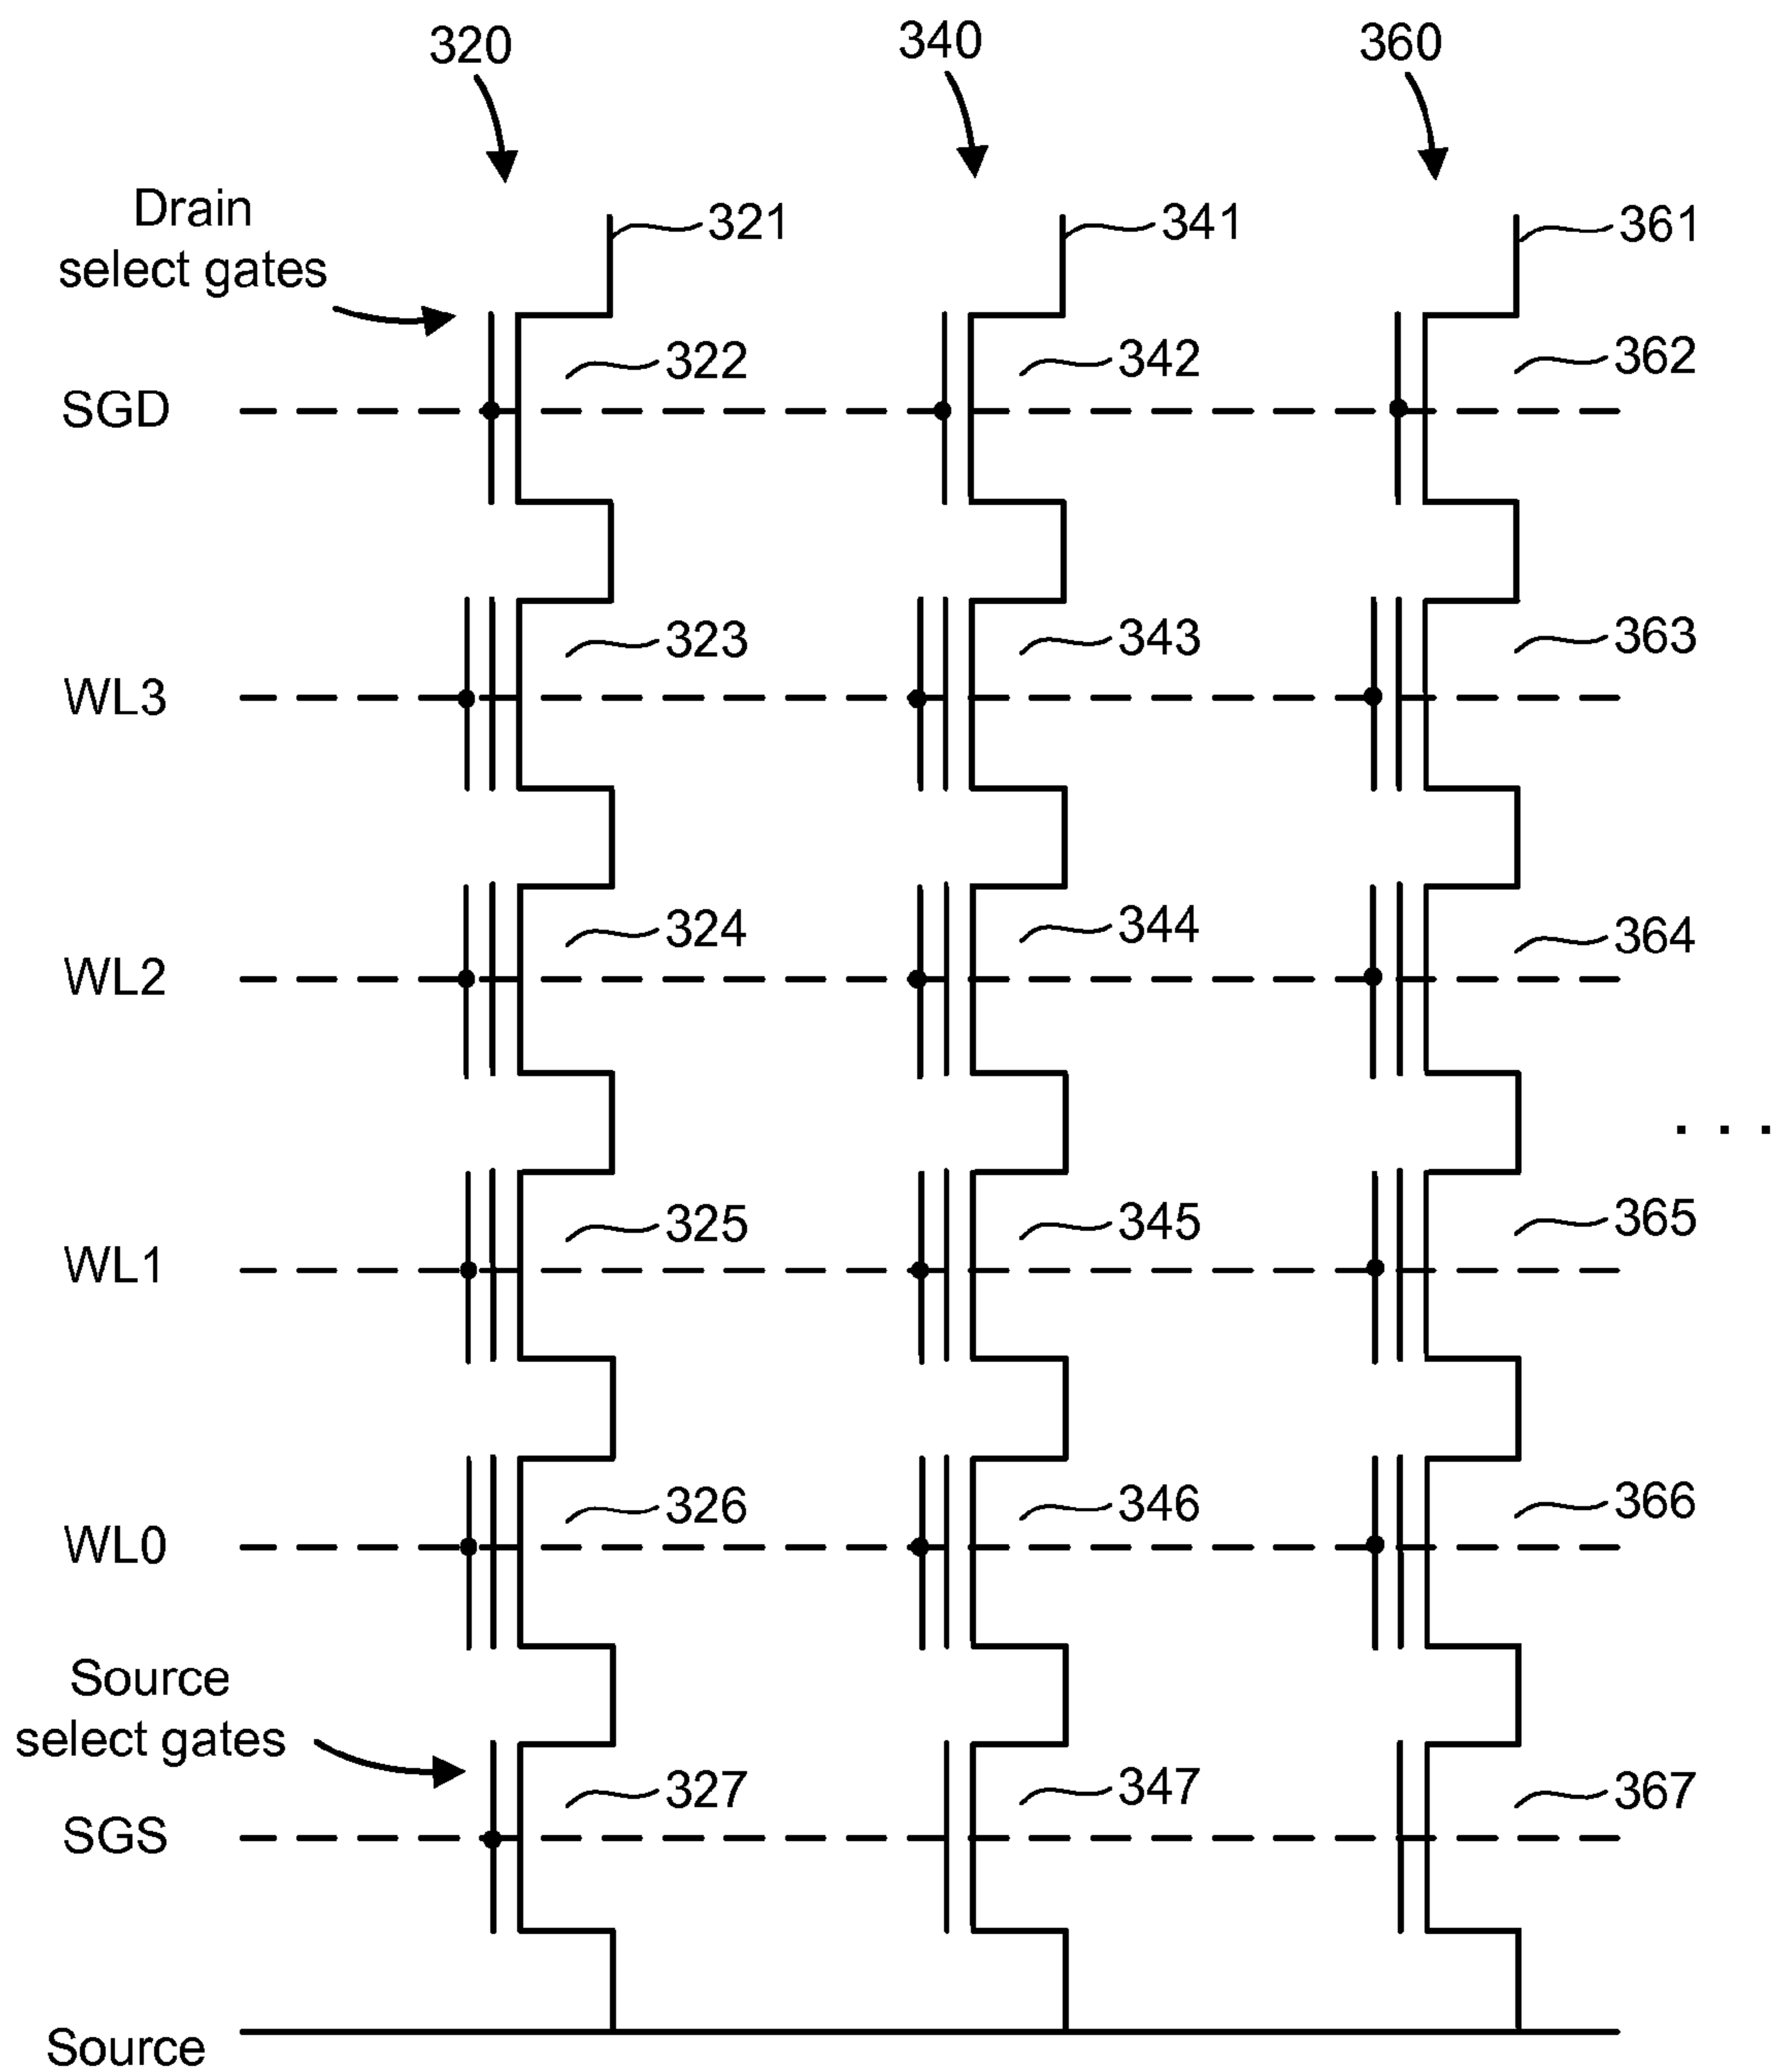 320 340 360
Drain
select gates
321 341 361
322 342 362
SGD
323 343 363
WL3
324 344 364
WL2
. . .
325 345 365
WL1
326 346 366
WL0
Source
select gates
327 347 367
SGS
Source